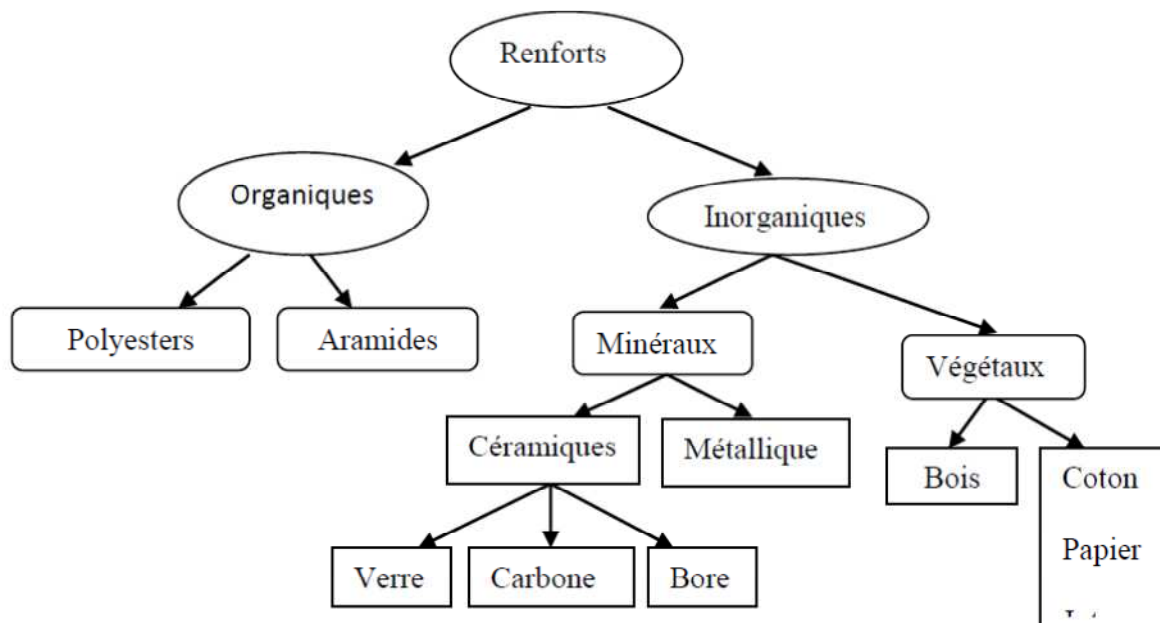 Renforts
Organiques
Inorganiques
Polyesters
Aramides
Minéraux
Végétaux
Céramiques
Métallique
Bois
Coton
Papier
Verre
Carbone
Bore